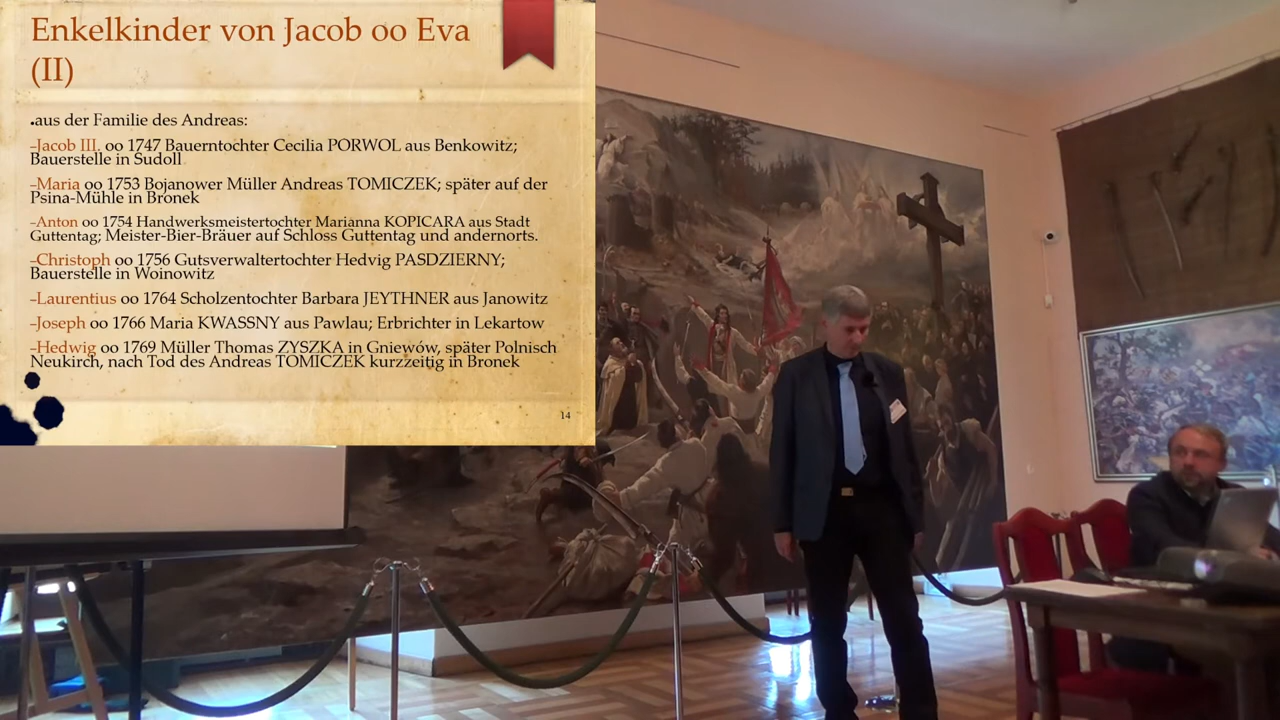 Enkelkinder von Jacob oo Eva
(II)
•aus der Familie des Andreas:
–Jacob III. oo 1747 Bauerntochter Cecilia PORWOL aus Benkowitz;
Bauerstelle in Sudoll
–Maria oo 1753 Bojanower Müller Andreas TOMICZEK; später auf der
Psina-Mühle in Bronek
–Anton oo 1754 Handwerksmeistertochter Marianna KOPICARA aus Stadt
Guttentag; Meister-Bier-Bräuer auf Schloss Guttentag und andernorts.
–Christoph oo 1756 Gutsverwaltertochter Hedvig PASDZIERNY;
Bauerstelle in Woinowitz
–Laurentius oo 1764 Scholzentochter Barbara JEYTHNER aus Janowitz
–Joseph oo 1766 Maria KWASSNY aus Pawlau; Erbrichter in Lekartow
–Hedwig oo 1769 Müller Thomas ZYSZKA in Gniewów, später Polnisch
Neukirch, nach Tod des Andreas TOMICZEK kurzzeitig in Bronek
14